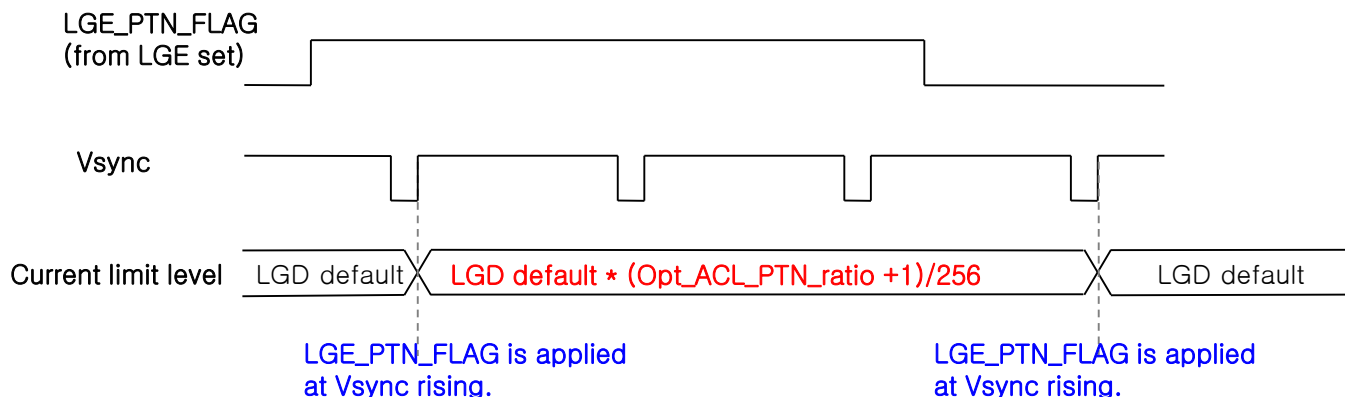 LGE_PTN_FLAG
(from LGE set)
Vsync
Current limit level
LGD default
LGD default * (Opt_ACL_PTN_ratio +1)/256
LGD default
LGE_PTN_FLAG is applied
at Vsync rising.
LGE_PTN_FLAG is applied
at Vsync rising.